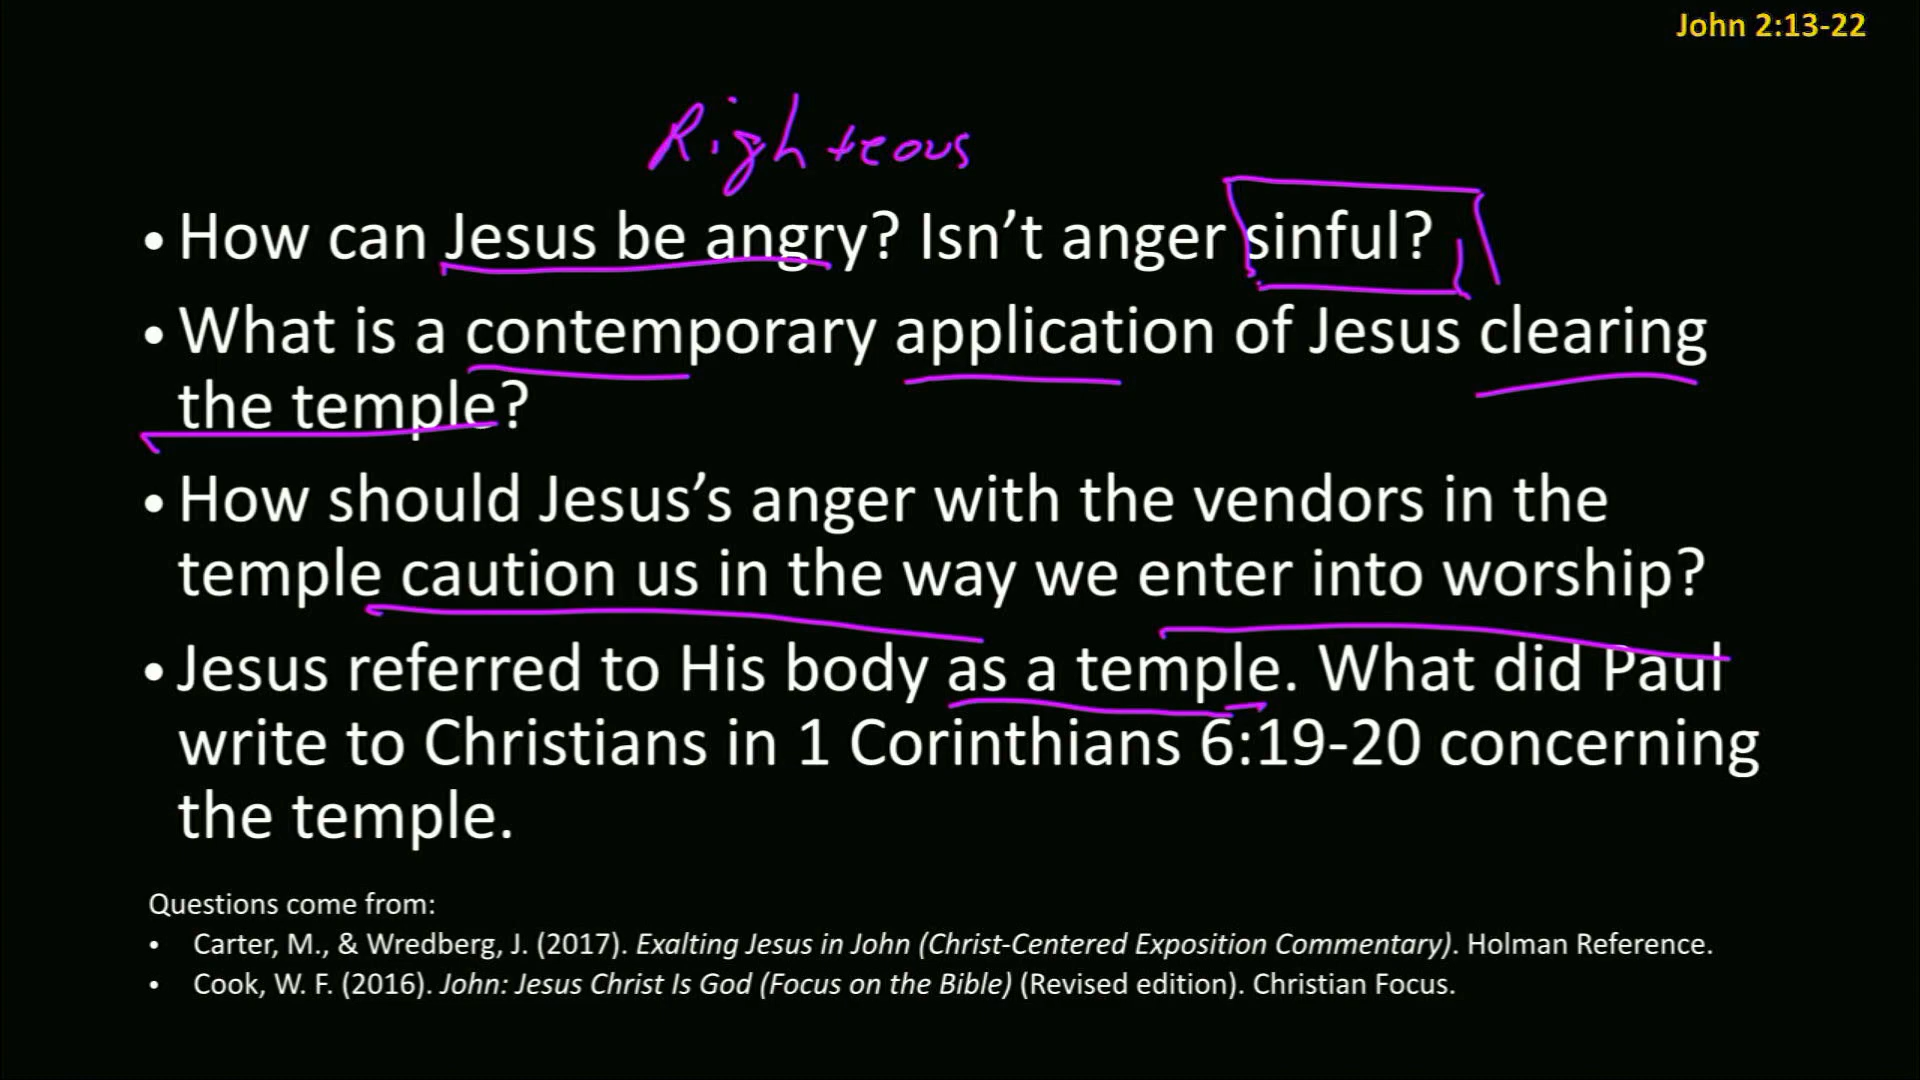 John 2:13-22
Righteous
• How can Jesus be angry? Isn’t anger sinful?
• What is a contemporary application of Jesus clearing
the temple?
• How should Jesus’s anger with the vendors in the
temple caution us in the way we enter into worship?
• Jesus referred to His body as a temple. What did Paul
write to Christians in 1 Corinthians 6:19-20 concerning
the temple.
Questions come from:
• Carter, M., & Wredberg, J. (2017). Exalting Jesus in John (Christ-Centered Exposition Commentary). Holman Reference.
• Cook, W. F. (2016). John: Jesus Christ Is God (Focus on the Bible) (Revised edition). Christian Focus.